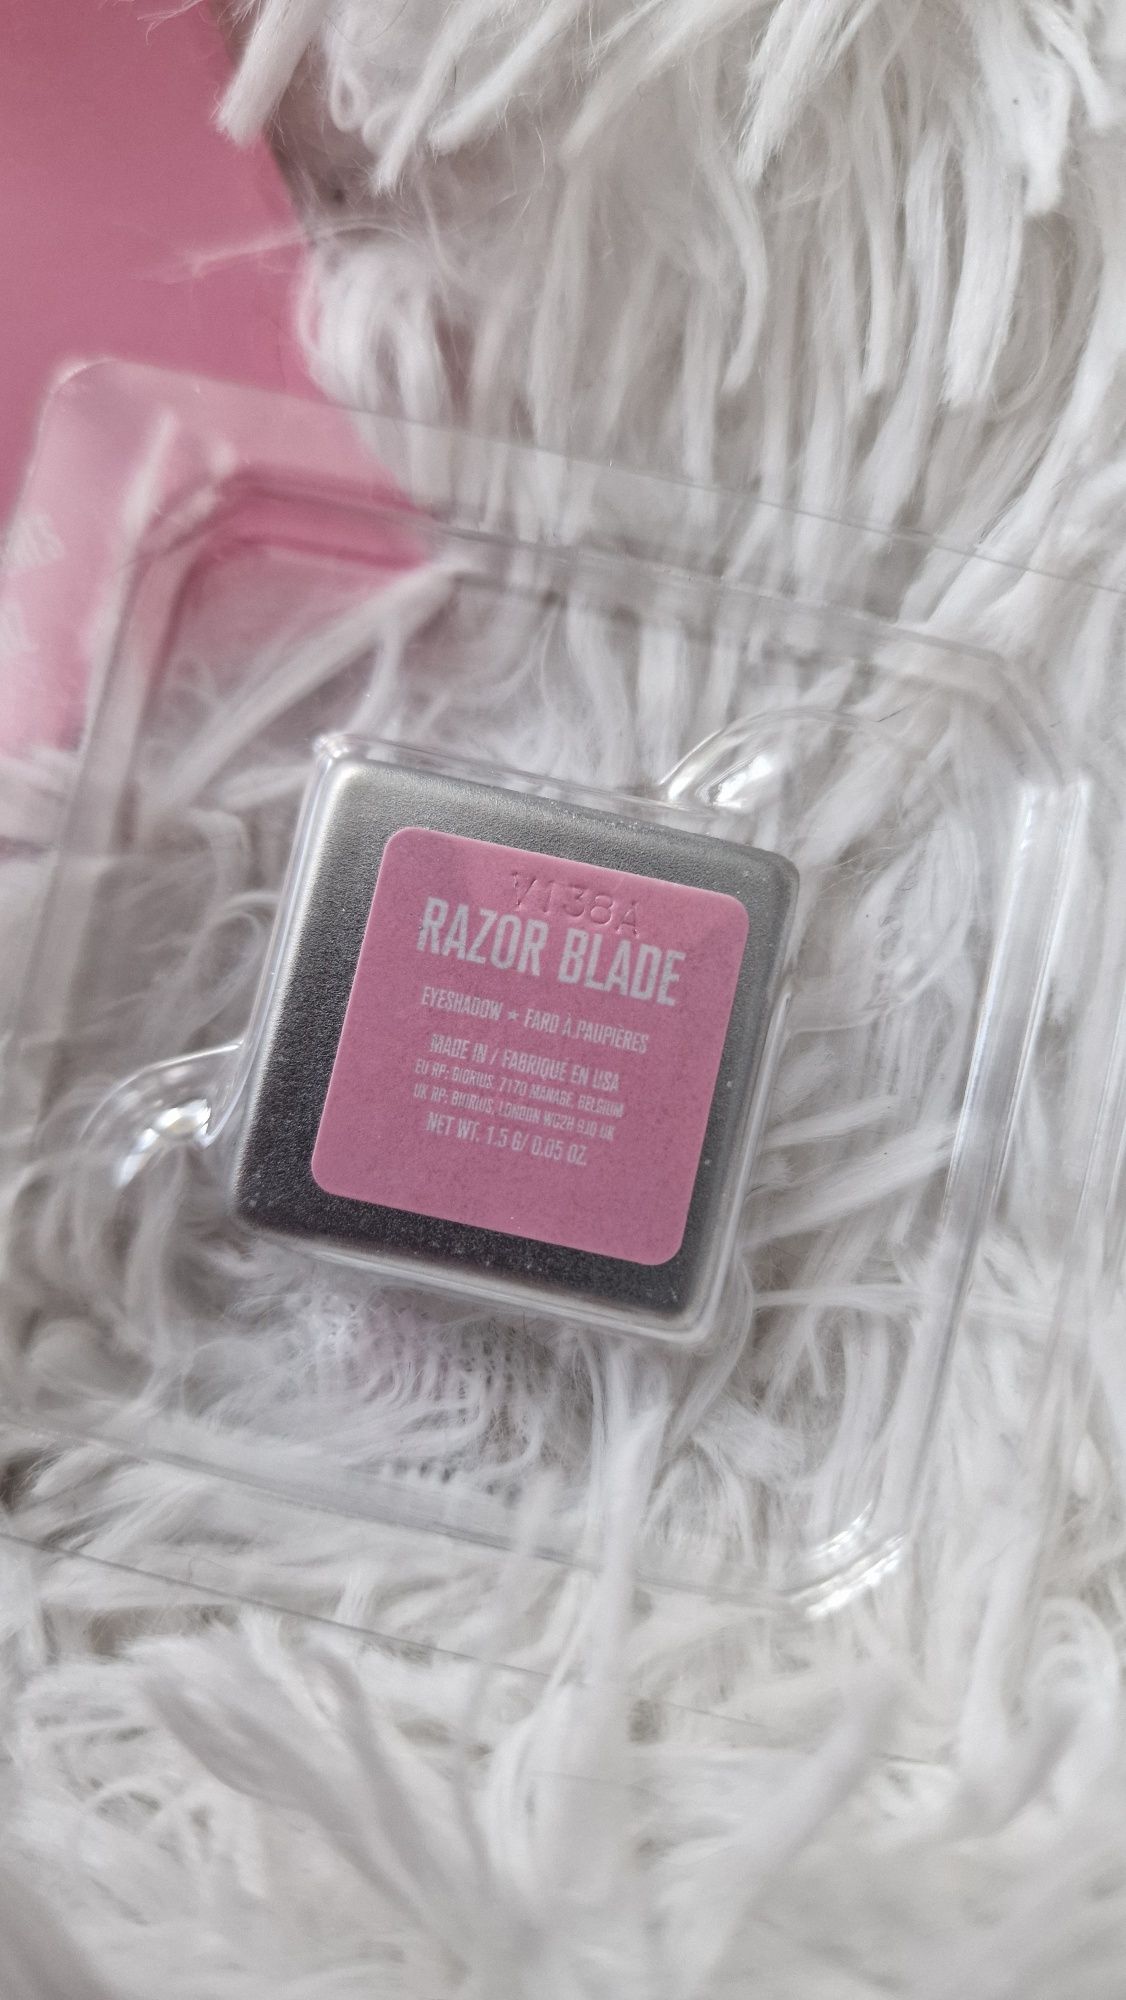 V138A
RAZOR BLADE
EYESHADOW ★ FARD À PAUPIÈRES
MADE IN / FABRIQUÉ EN USA
EU RP: BIORIUS, 7170 MANAGE, BELGIUM
UK RP: BIORIUS, LONDON WC2H 9JQ UK
NET WT. 1.5 G/ 0.05 OZ.